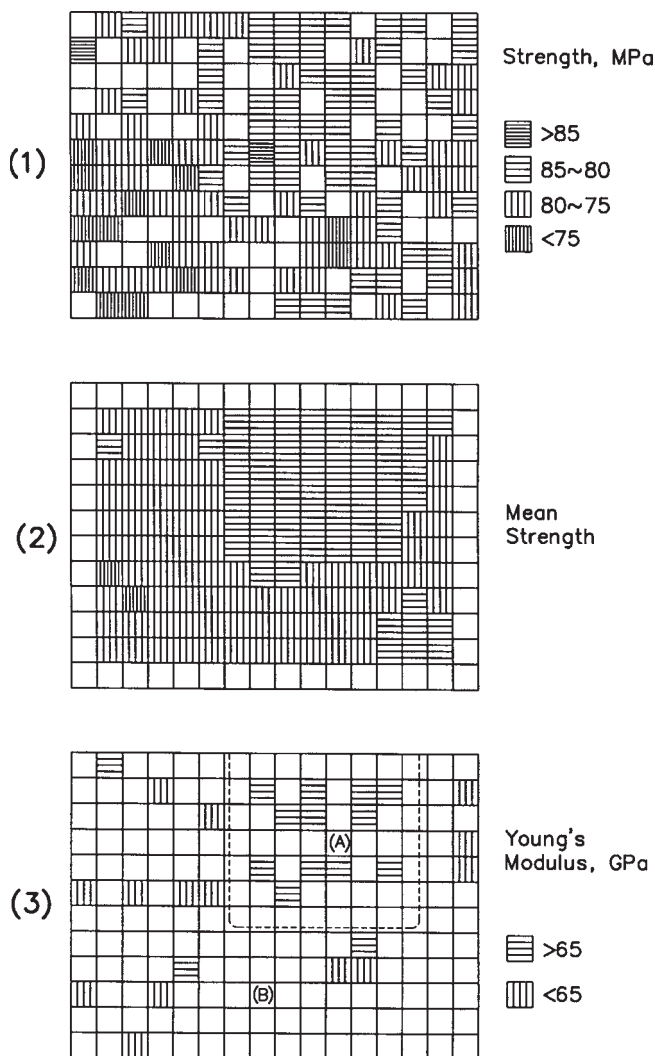 (1)
Strength, MPa
>85
85~80
80~75
<75
(2)
Mean
Strength
(3)
(A)
(B)
Young's
Modulus, GPa
>65
<65